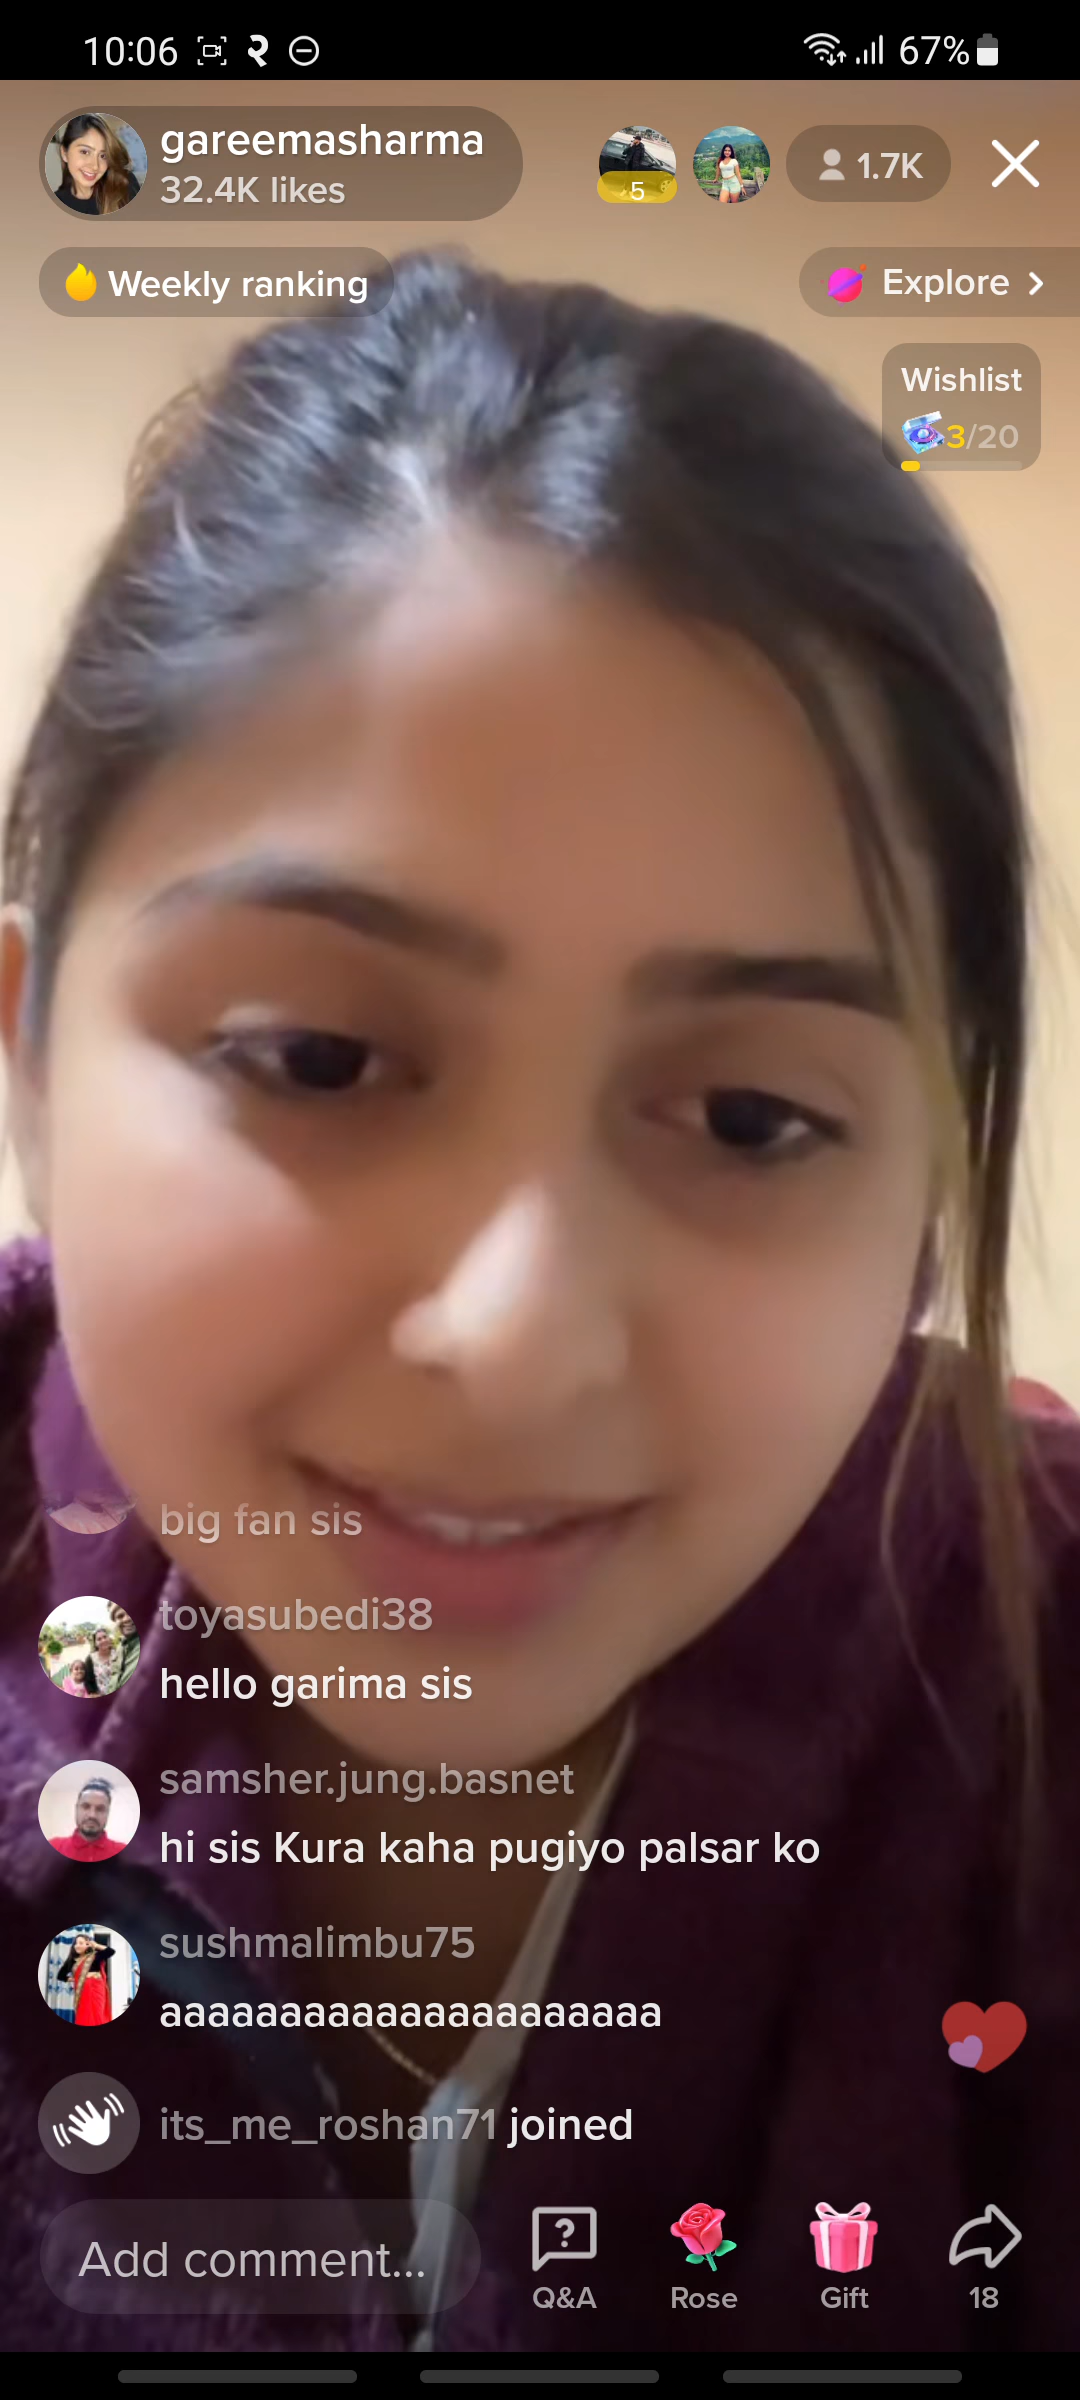 10:06 67%
gareemasharma
32.4K likes
5
1.7K
Weekly ranking
Explore
Wishlist
3/20
big fan sis
toyasubedi38
hello garima sis
samsher.jung.basnet
hi sis Kura kaha pugiyo palsar ko
sushmalimbu75
aaaaaaaaaaaaaaaaaaaaa
its_me_roshan71 joined
Add comment...
Q&A
Rose
Gift
18